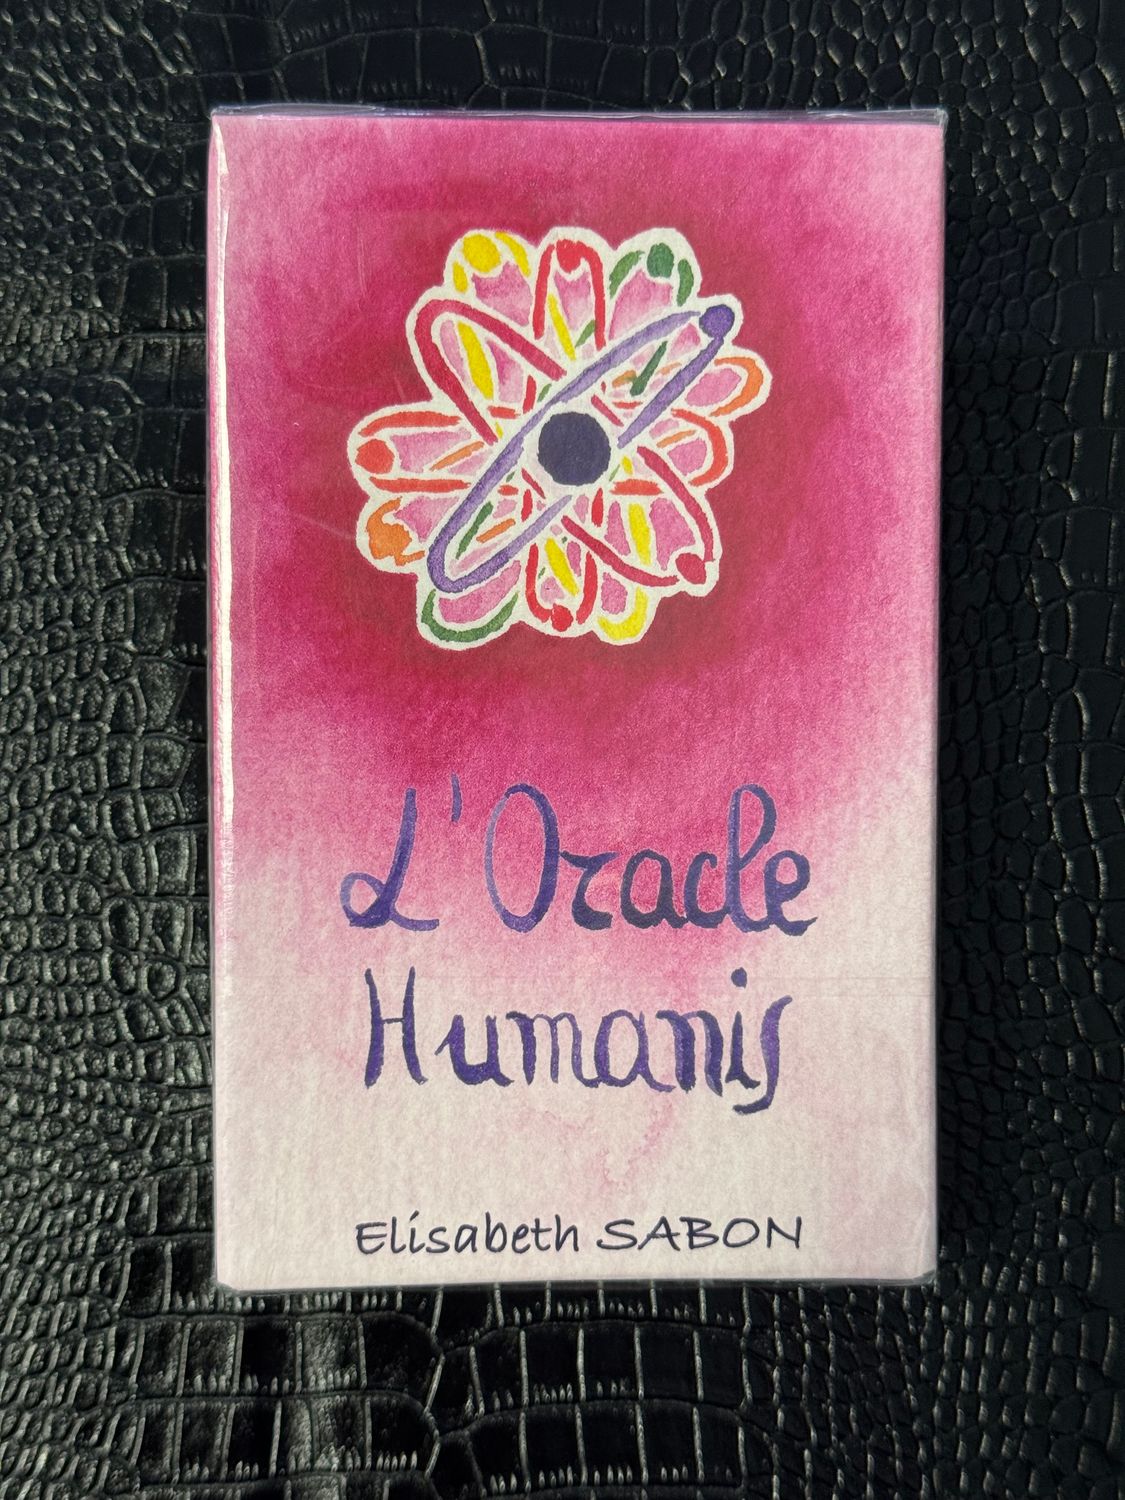 L'Oracle
Humanis
Elisabeth SABON